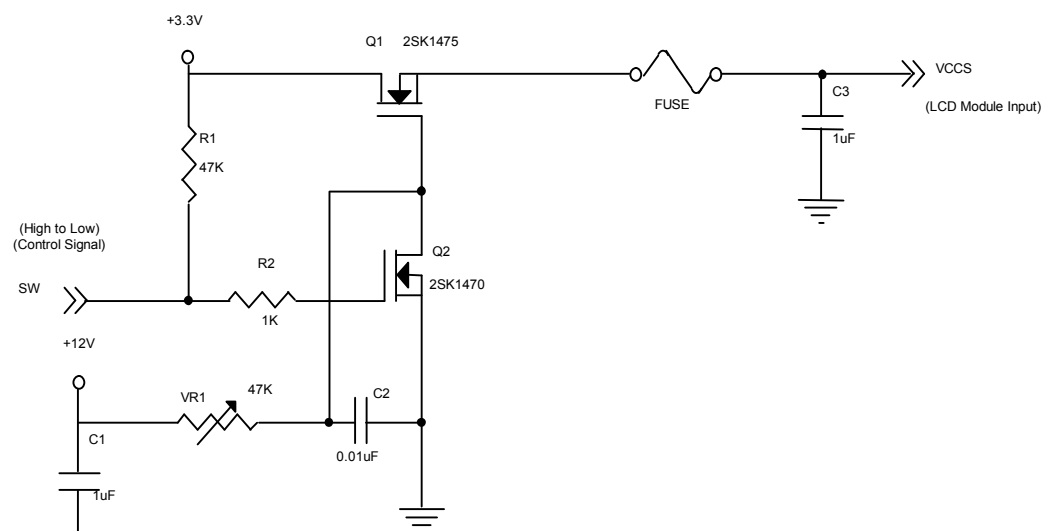 +3.3V
Q1 2SK1475
FUSE
C3
1uF
VCCS
(LCD Module Input)
R1
47K
(High to Low)
(Control Signal)
SW
R2
1K
Q2
2SK1470
+12V
VR1
47K
C2
0.01uF
C1
1uF